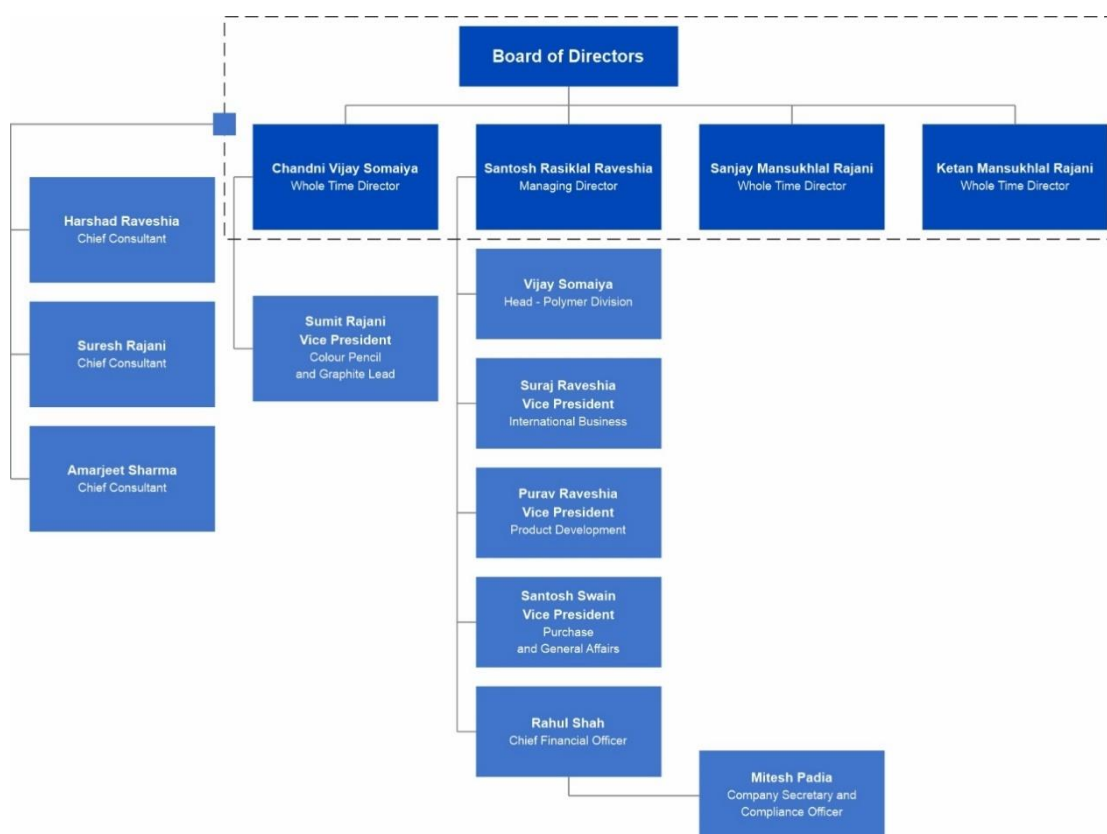 Board of Directors
Chandni Vijay Somaiya
Whole Time Director
Santosh Rasiklal Raveshia
Managing Director
Sanjay Mansukhlal Rajani
Whole Time Director
Ketan Mansukhlal Rajani
Whole Time Director
Harshad Raveshia
Chief Consultant
Suresh Rajani
Chief Consultant
Amarjeet Sharma
Chief Consultant
Sumit Rajani
Vice President
Colour Pencil
and Graphite Lead
Vijay Somaiya
Head - Polymer Division
Suraj Raveshia
Vice President
International Business
Purav Raveshia
Vice President
Product Development
Santosh Swain
Vice President
Purchase
and General Affairs
Rahul Shah
Chief Financial Officer
Mitesh Padia
Company Secretary and
Compliance Officer